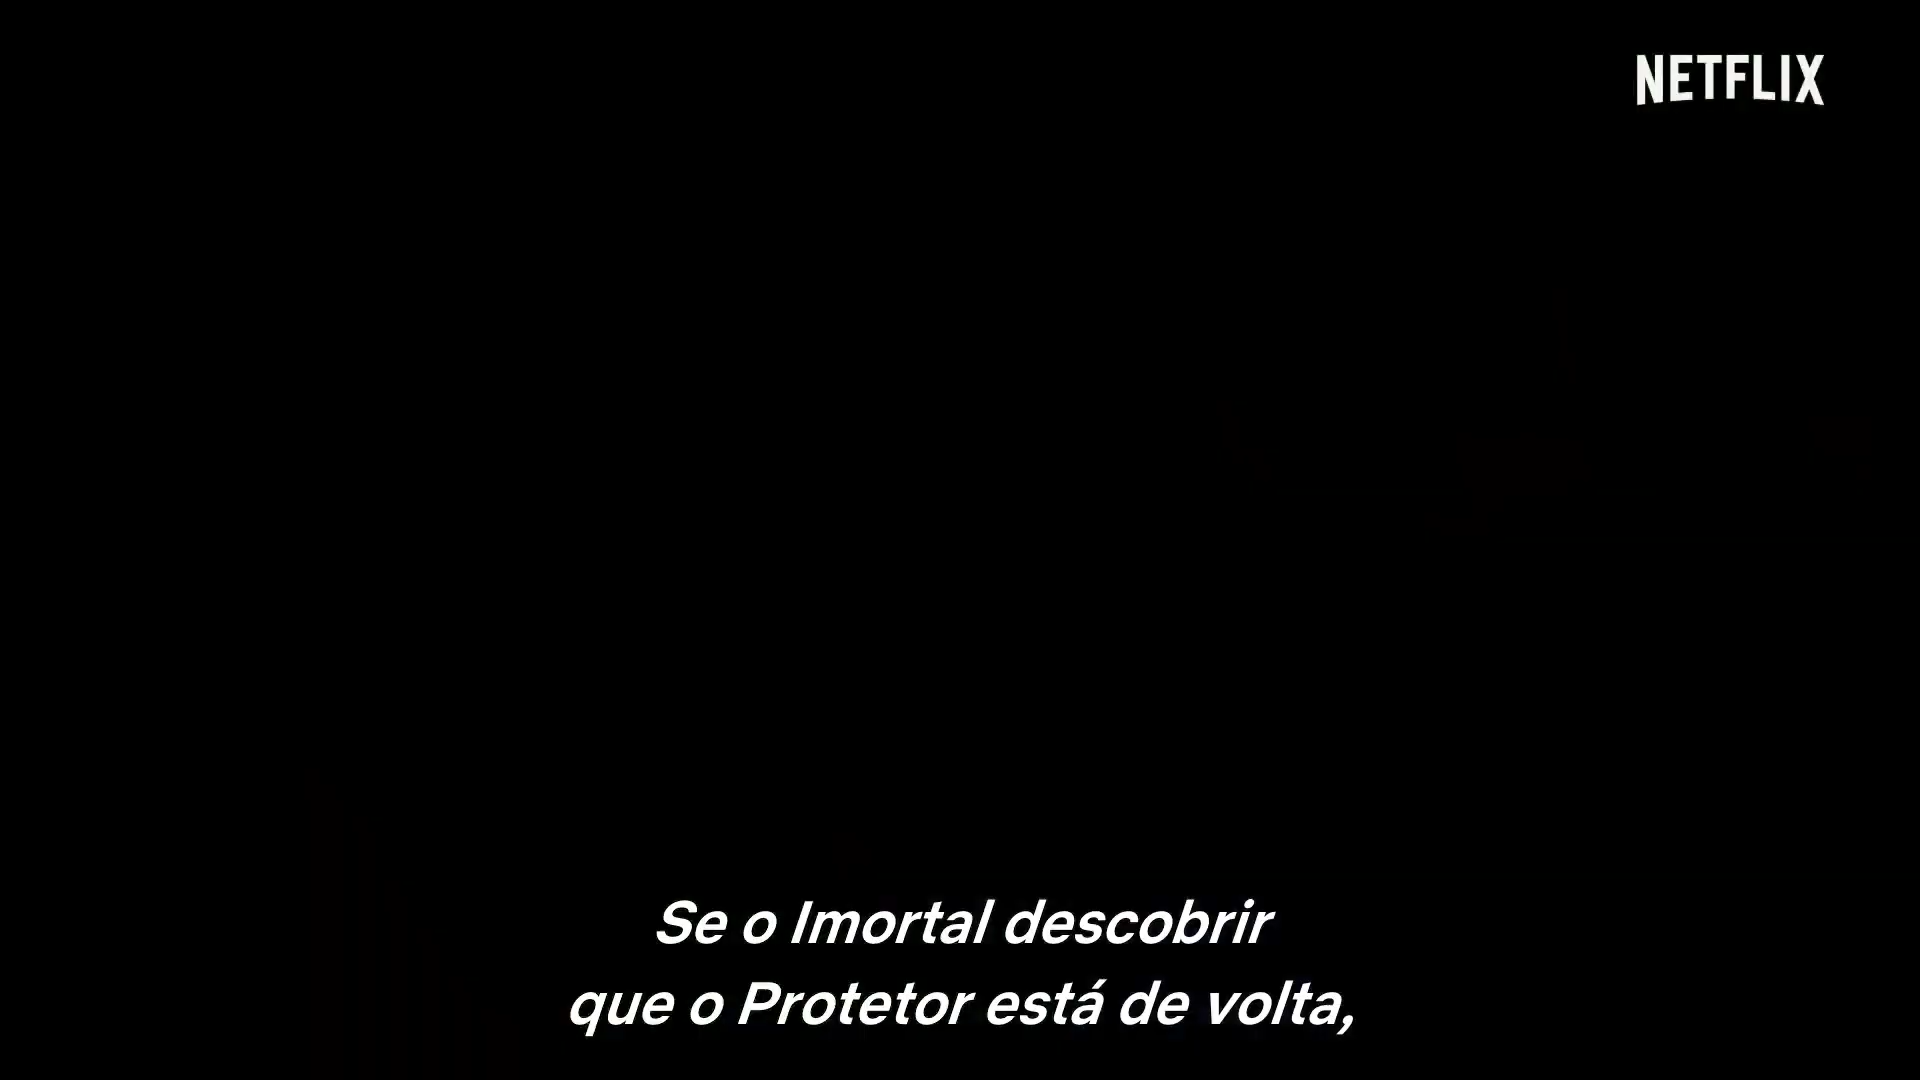 NETFLIX
Se o Imortal descobrir
que o Protetor está de volta,